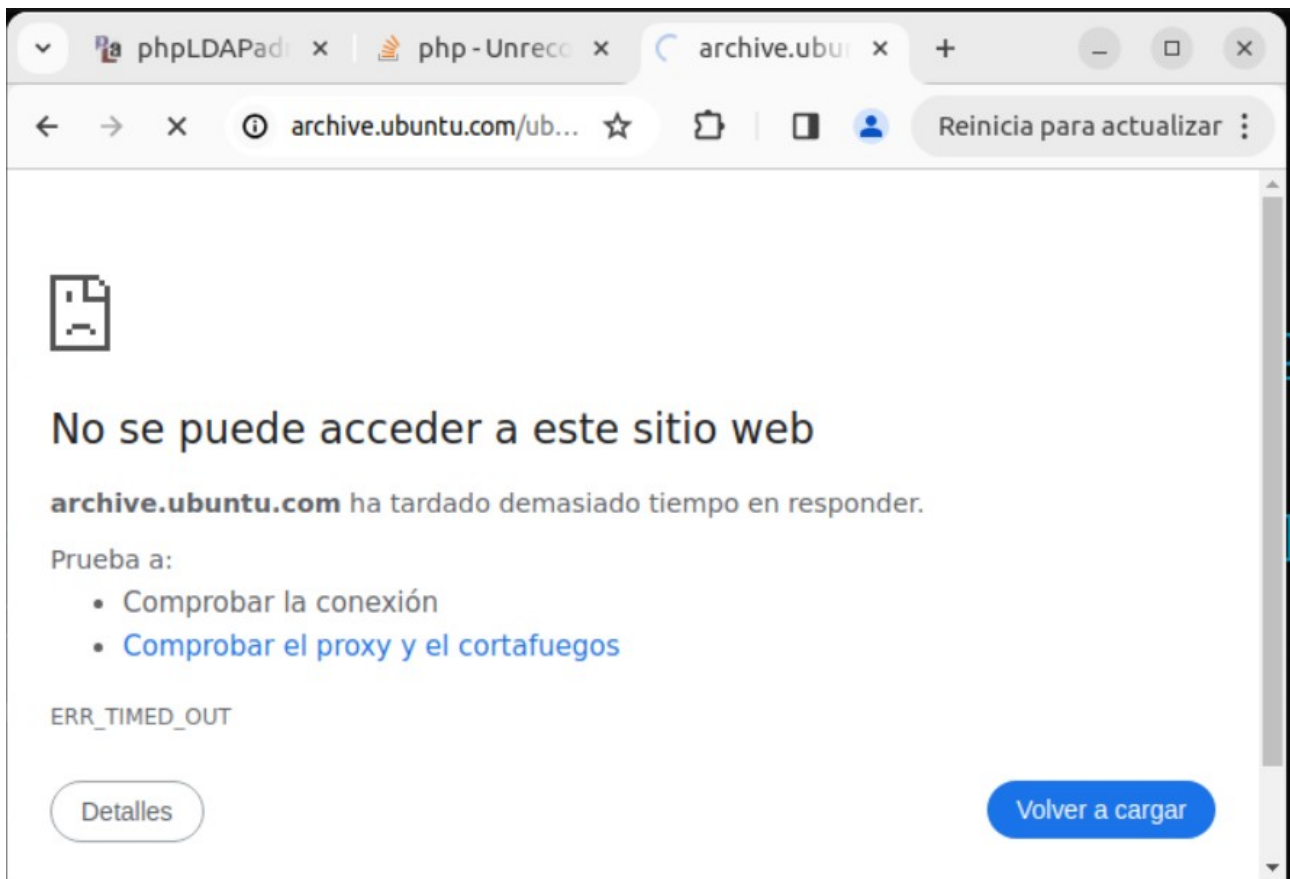 phpLDAPad
php - Unreco
archive.ubu
archive.ubuntu.com/ub...
Reinicia para actualizar
No se puede acceder a este sitio web
archive.ubuntu.com ha tardado demasiado tiempo en responder.
Prueba a:
• Comprobar la conexión
• Comprobar el proxy y el cortafuegos
ERR_TIMED_OUT
Detalles
Volver a cargar